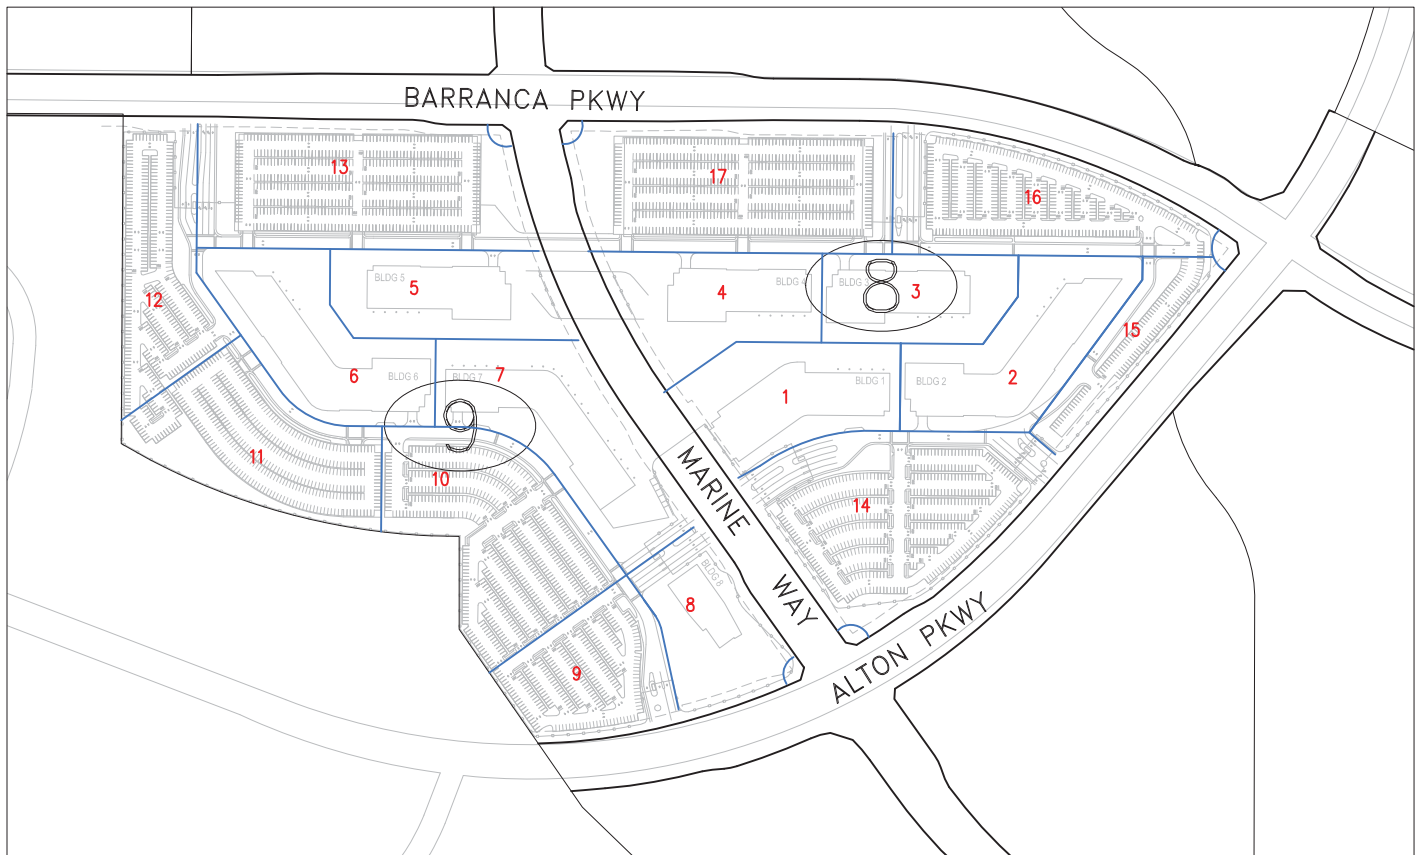 BARRANCA PKWY
13
17
16
12
BLDG 5
5
4
BLDG 4
BLDG 3
8
3
15
6
BLDG 6
7
BLDG 7
9
1
BLDG 1
BLDG 2
2
11
10
14
MARINE WAY
BLDG 8
8
9
ALTON PKWY